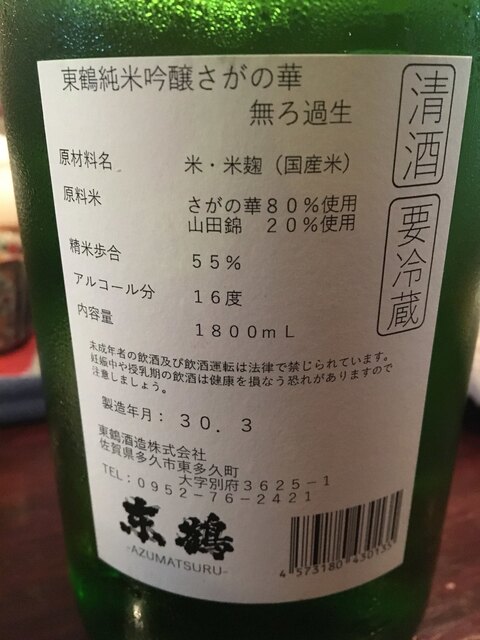 東鶴純米吟醸さがの華
無ろ過生
清酒
要冷蔵
原材料名 米・米麹（国産米）
原料米 さがの華８０％使用
山田錦 ２０％使用
精米歩合 ５５％
アルコール分 １６度
内容量 １８００ｍＬ
未成年者の飲酒及び飲酒運転は法律で禁じられています。
妊娠中や授乳期の飲酒は健康を損なう恐れがありますので
注意しましょう。
製造年月： ３０．３
東鶴酒造株式会社
佐賀県多久市東多久町
大字別府３６２５－１
TEL：０９５２－７６－２４２１
東鶴
-AZUMATSURU-
4 573180 430135